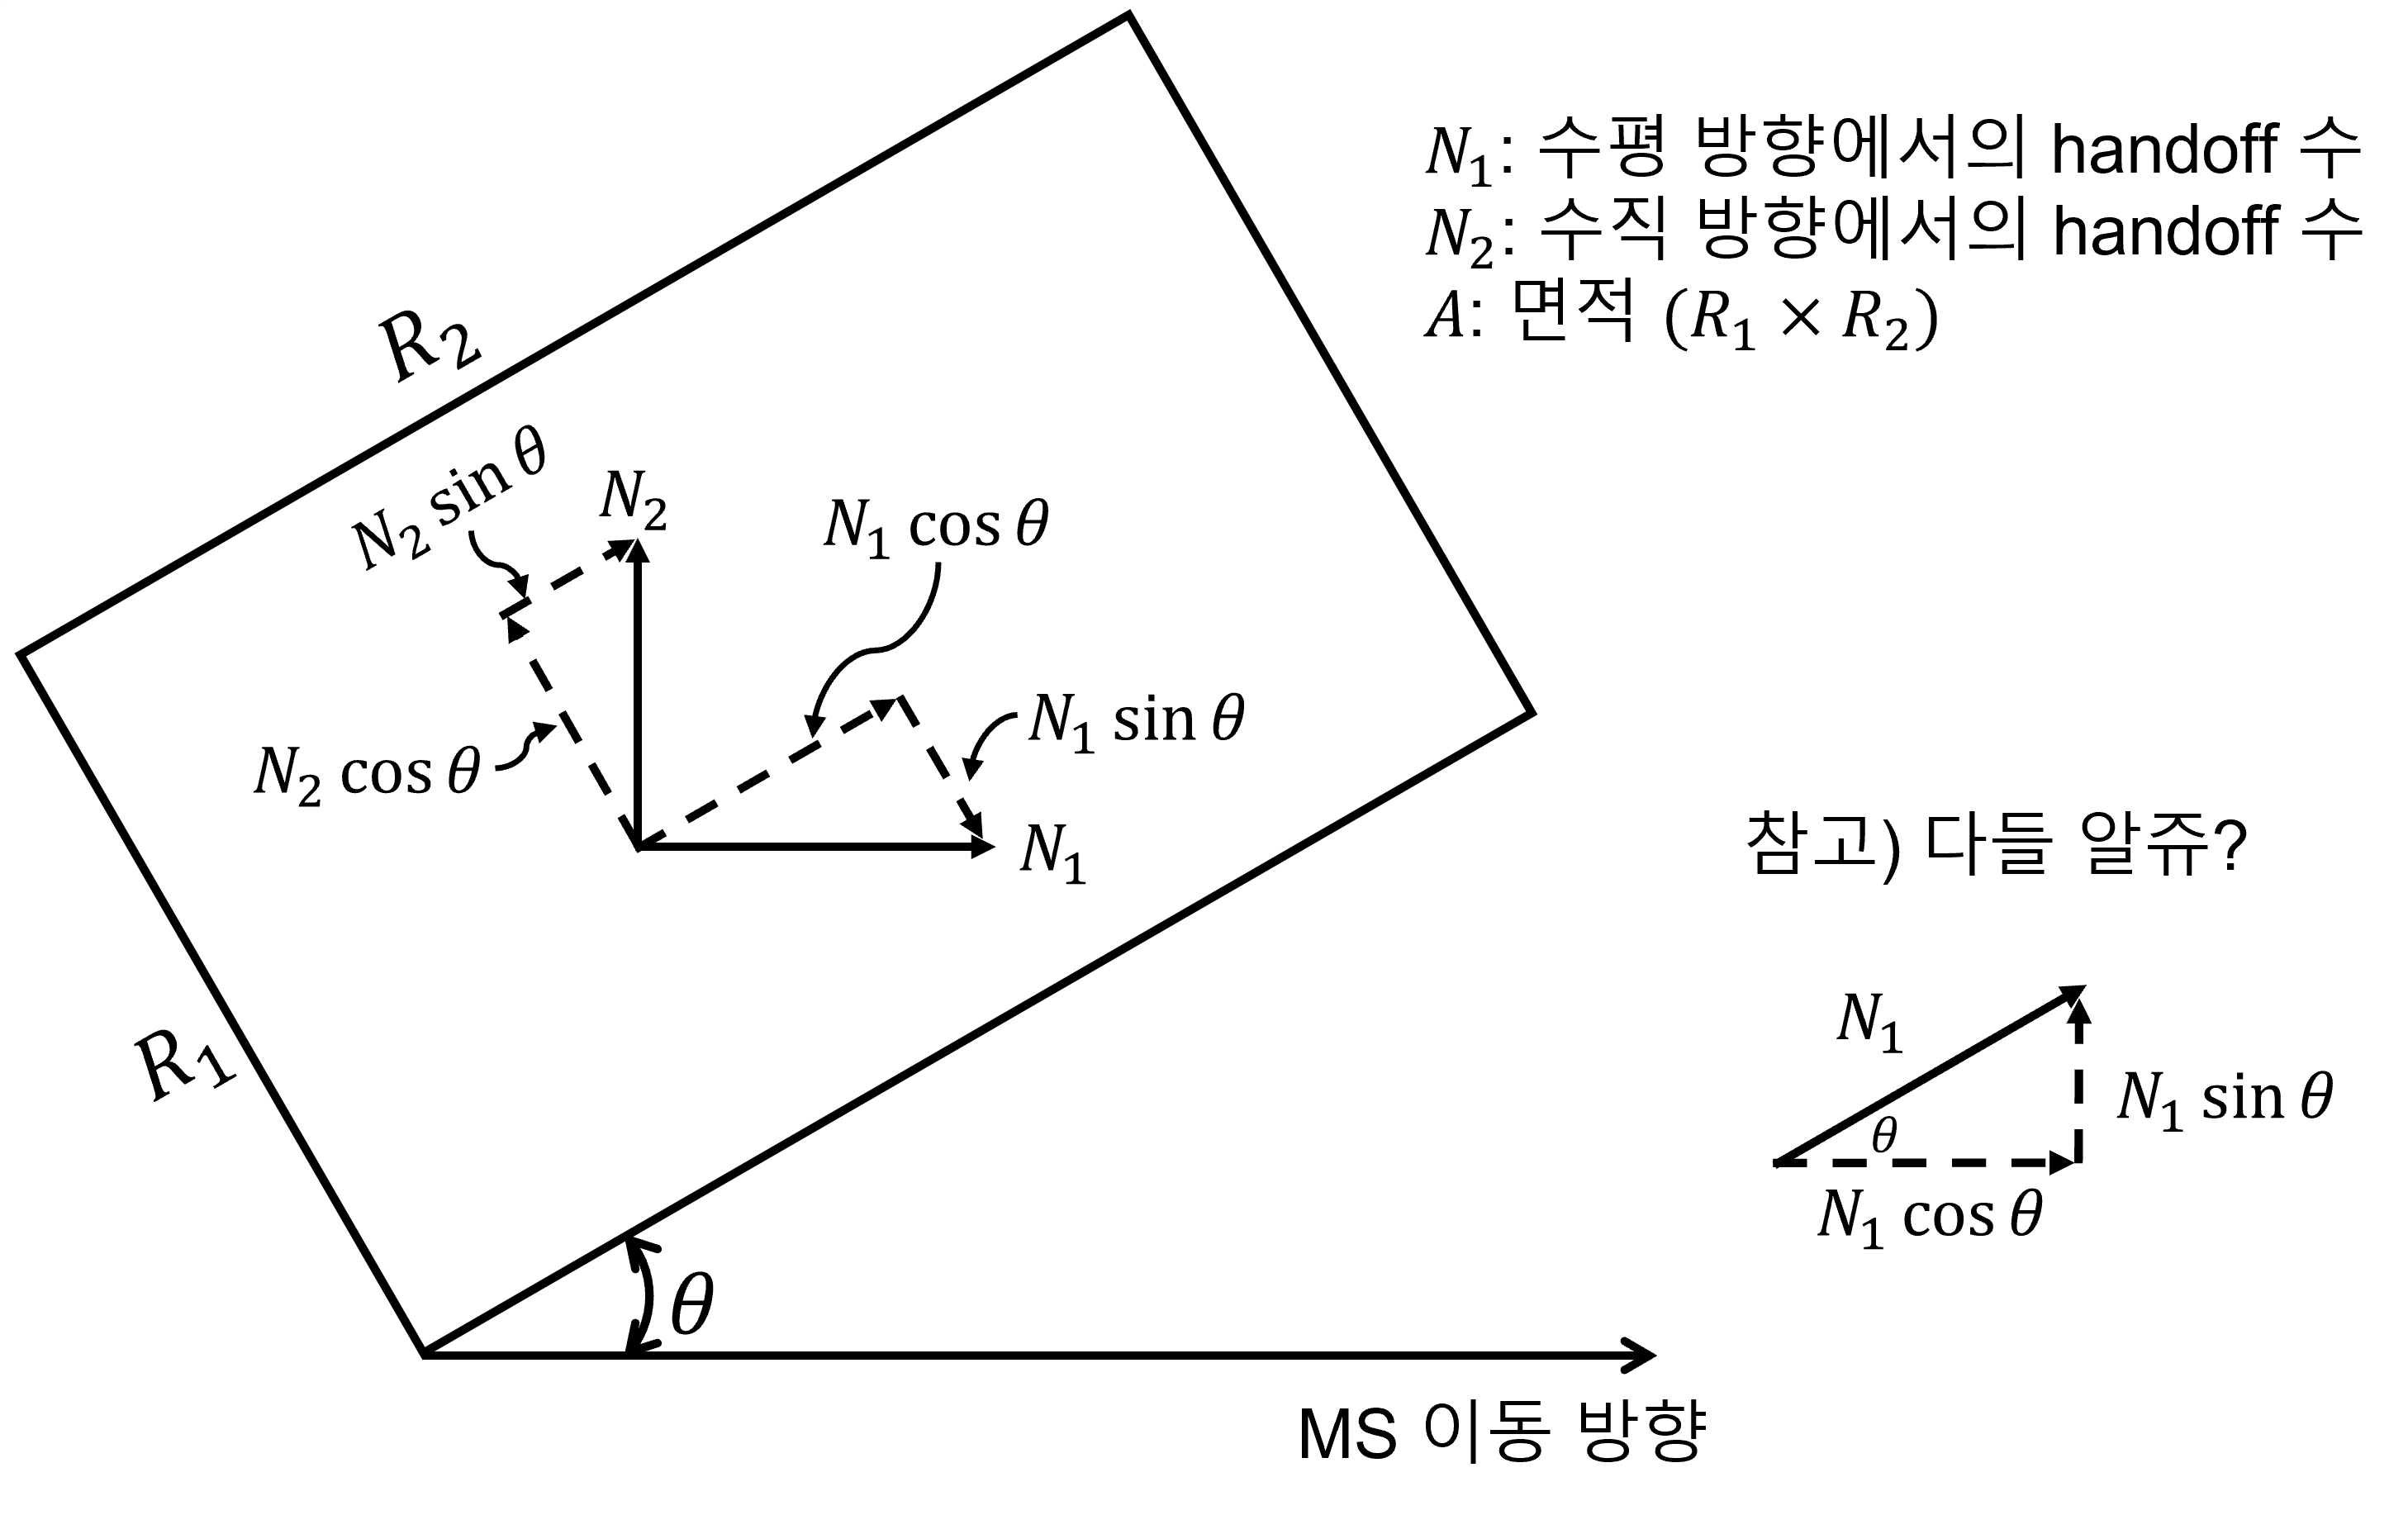 N₁: 수평 방향에서의 handoff 수
N₂: 수직 방향에서의 handoff 수
A: 면적 (R₁ × R₂)
R₂
N₂ sin θ
N₂
N₁ cos θ
N₁ sin θ
N₂ cos θ
N₁
참고) 다들 알쥬?
R₁
N₁
θ
N₁ sin θ
N₁ cos θ
θ
MS 이동 방향